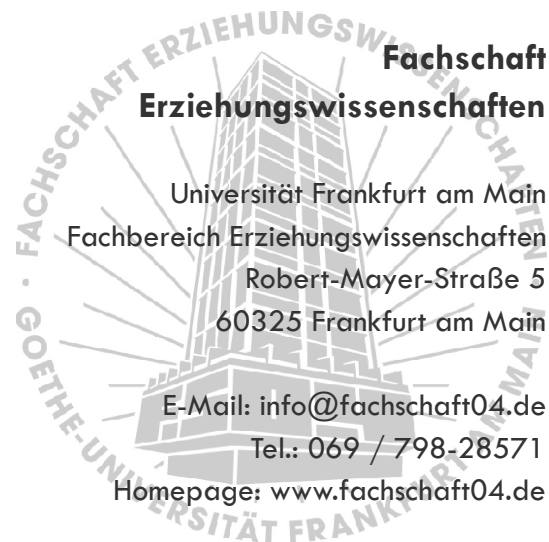 FACHSCHAFT ERZIEHUNGSWISSENSCHAFTEN
· GOETHE-UNIVERSITÄT FRANKFURT AM MAIN
Fachschaft
Erziehungswissenschaften
Universität Frankfurt am Main
Fachbereich Erziehungswissenschaften
Robert-Mayer-Straße 5
60325 Frankfurt am Main
E-Mail: info@fachschaft04.de
Tel.: 069 / 798-28571
Homepage: www.fachschaft04.de